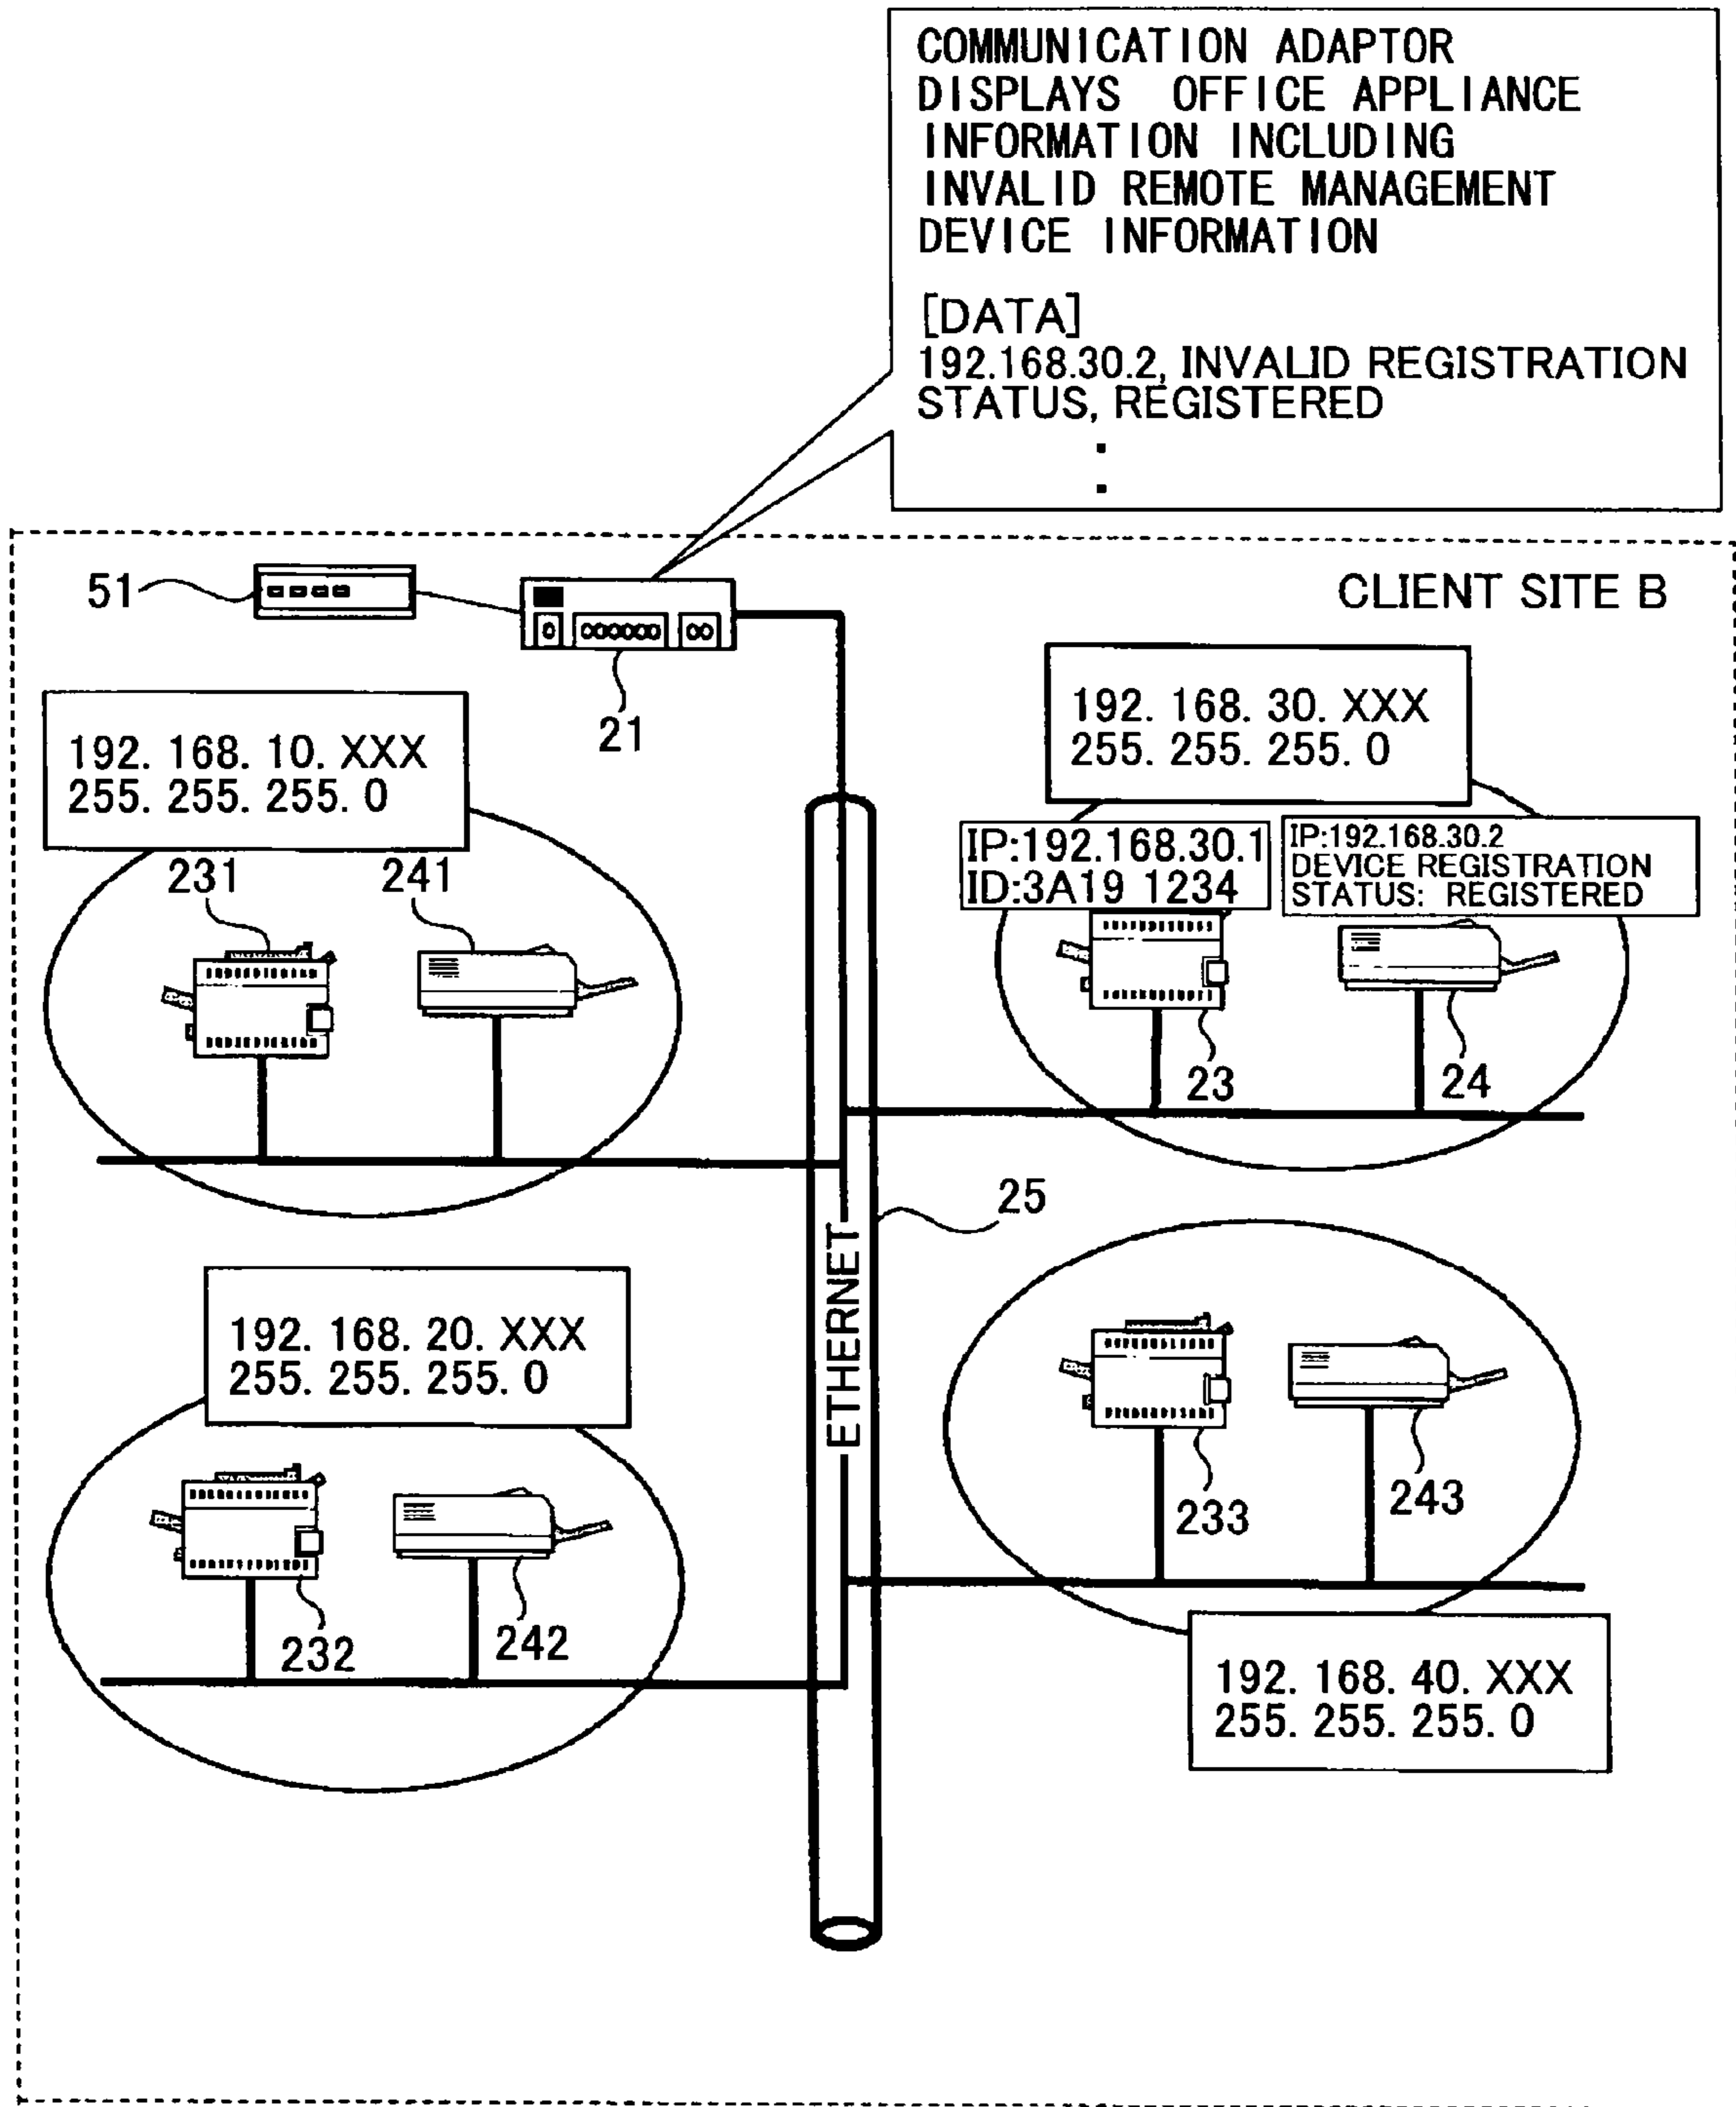 COMMUNICATION ADAPTOR
DISPLAYS OFFICE APPLIANCE
INFORMATION INCLUDING
INVALID REMOTE MANAGEMENT
DEVICE INFORMATION
[DATA]
192.168.30.2, INVALID REGISTRATION
STATUS, REGISTERED
51
21
CLIENT SITE B
192. 168. 10. XXX
255. 255. 255. 0
231
241
192. 168. 30. XXX
255. 255. 255. 0
IP:192.168.30.1
ID:3A19 1234
IP:192.168.30.2
DEVICE REGISTRATION
STATUS: REGISTERED
23
24
25
ETHERNET
192. 168. 20. XXX
255. 255. 255. 0
232
242
233
243
192. 168. 40. XXX
255. 255. 255. 0